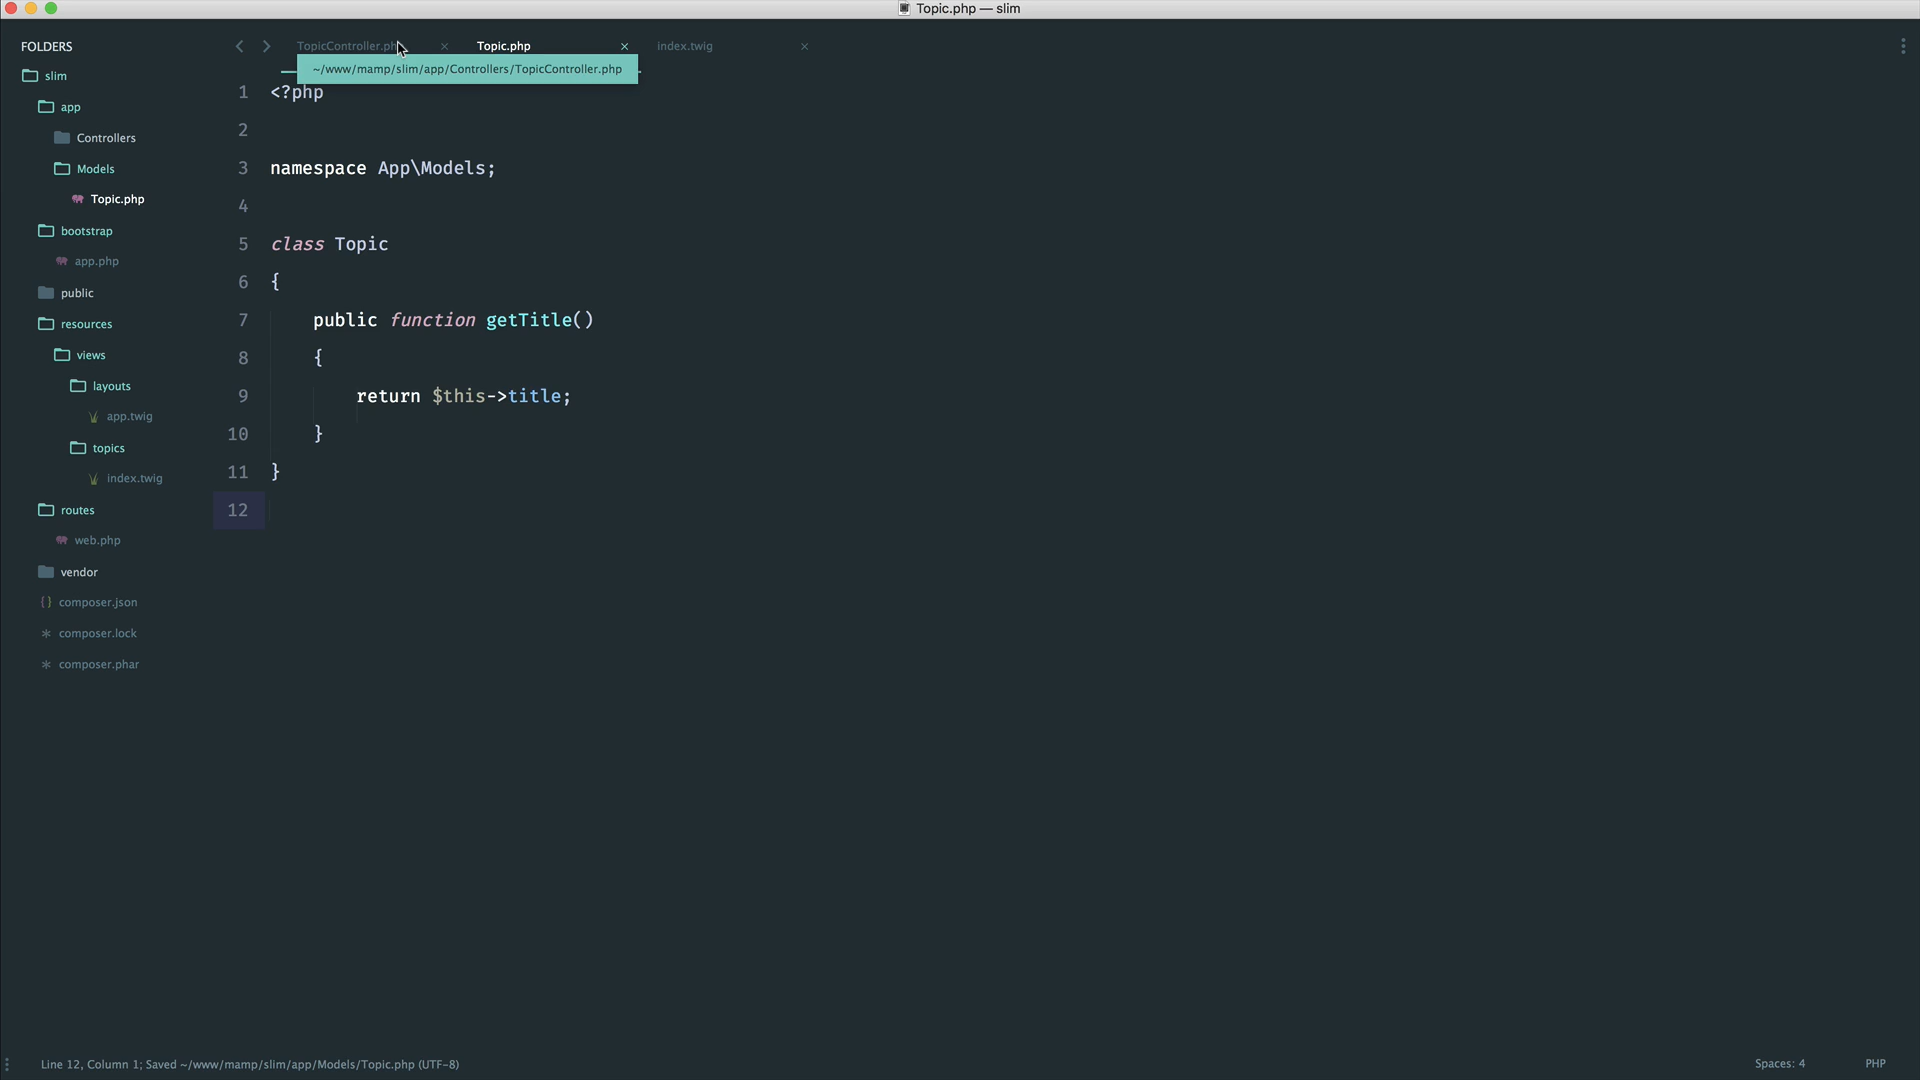 Topic.php — slim
FOLDERS
slim
app
Controllers
Models
Topic.php
bootstrap
app.php
public
resources
views
layouts
app.twig
topics
index.twig
routes
web.php
vendor
composer.json
composer.lock
composer.phar
TopicController.php × Topic.php × index.twig ×
~/www/mamp/slim/app/Controllers/TopicController.php
1 <?php
2
3 namespace App\Models;
4
5 class Topic
6 {
7 public function getTitle()
8 {
9 return $this->title;
10 }
11 }
12
Line 12, Column 1; Saved ~/www/mamp/slim/app/Models/Topic.php (UTF-8)
Spaces: 4
PHP